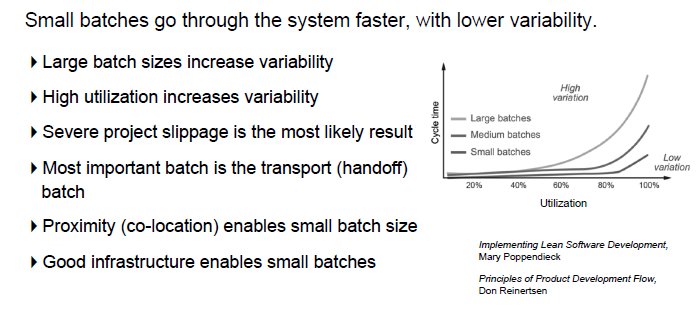 Small batches go through the system faster, with lower variability.
Large batch sizes increase variability
High utilization increases variability
Severe project slippage is the most likely result
Most important batch is the transport (handoff)
batch
Proximity (co-location) enables small batch size
Good infrastructure enables small batches
Cycle time
High
variation
Large batches
Medium batches
Small batches
Low
variation
20% 40% 60% 80% 100%
Utilization
Implementing Lean Software Development,
Mary Poppendieck
Principles of Product Development Flow,
Don Reinertsen